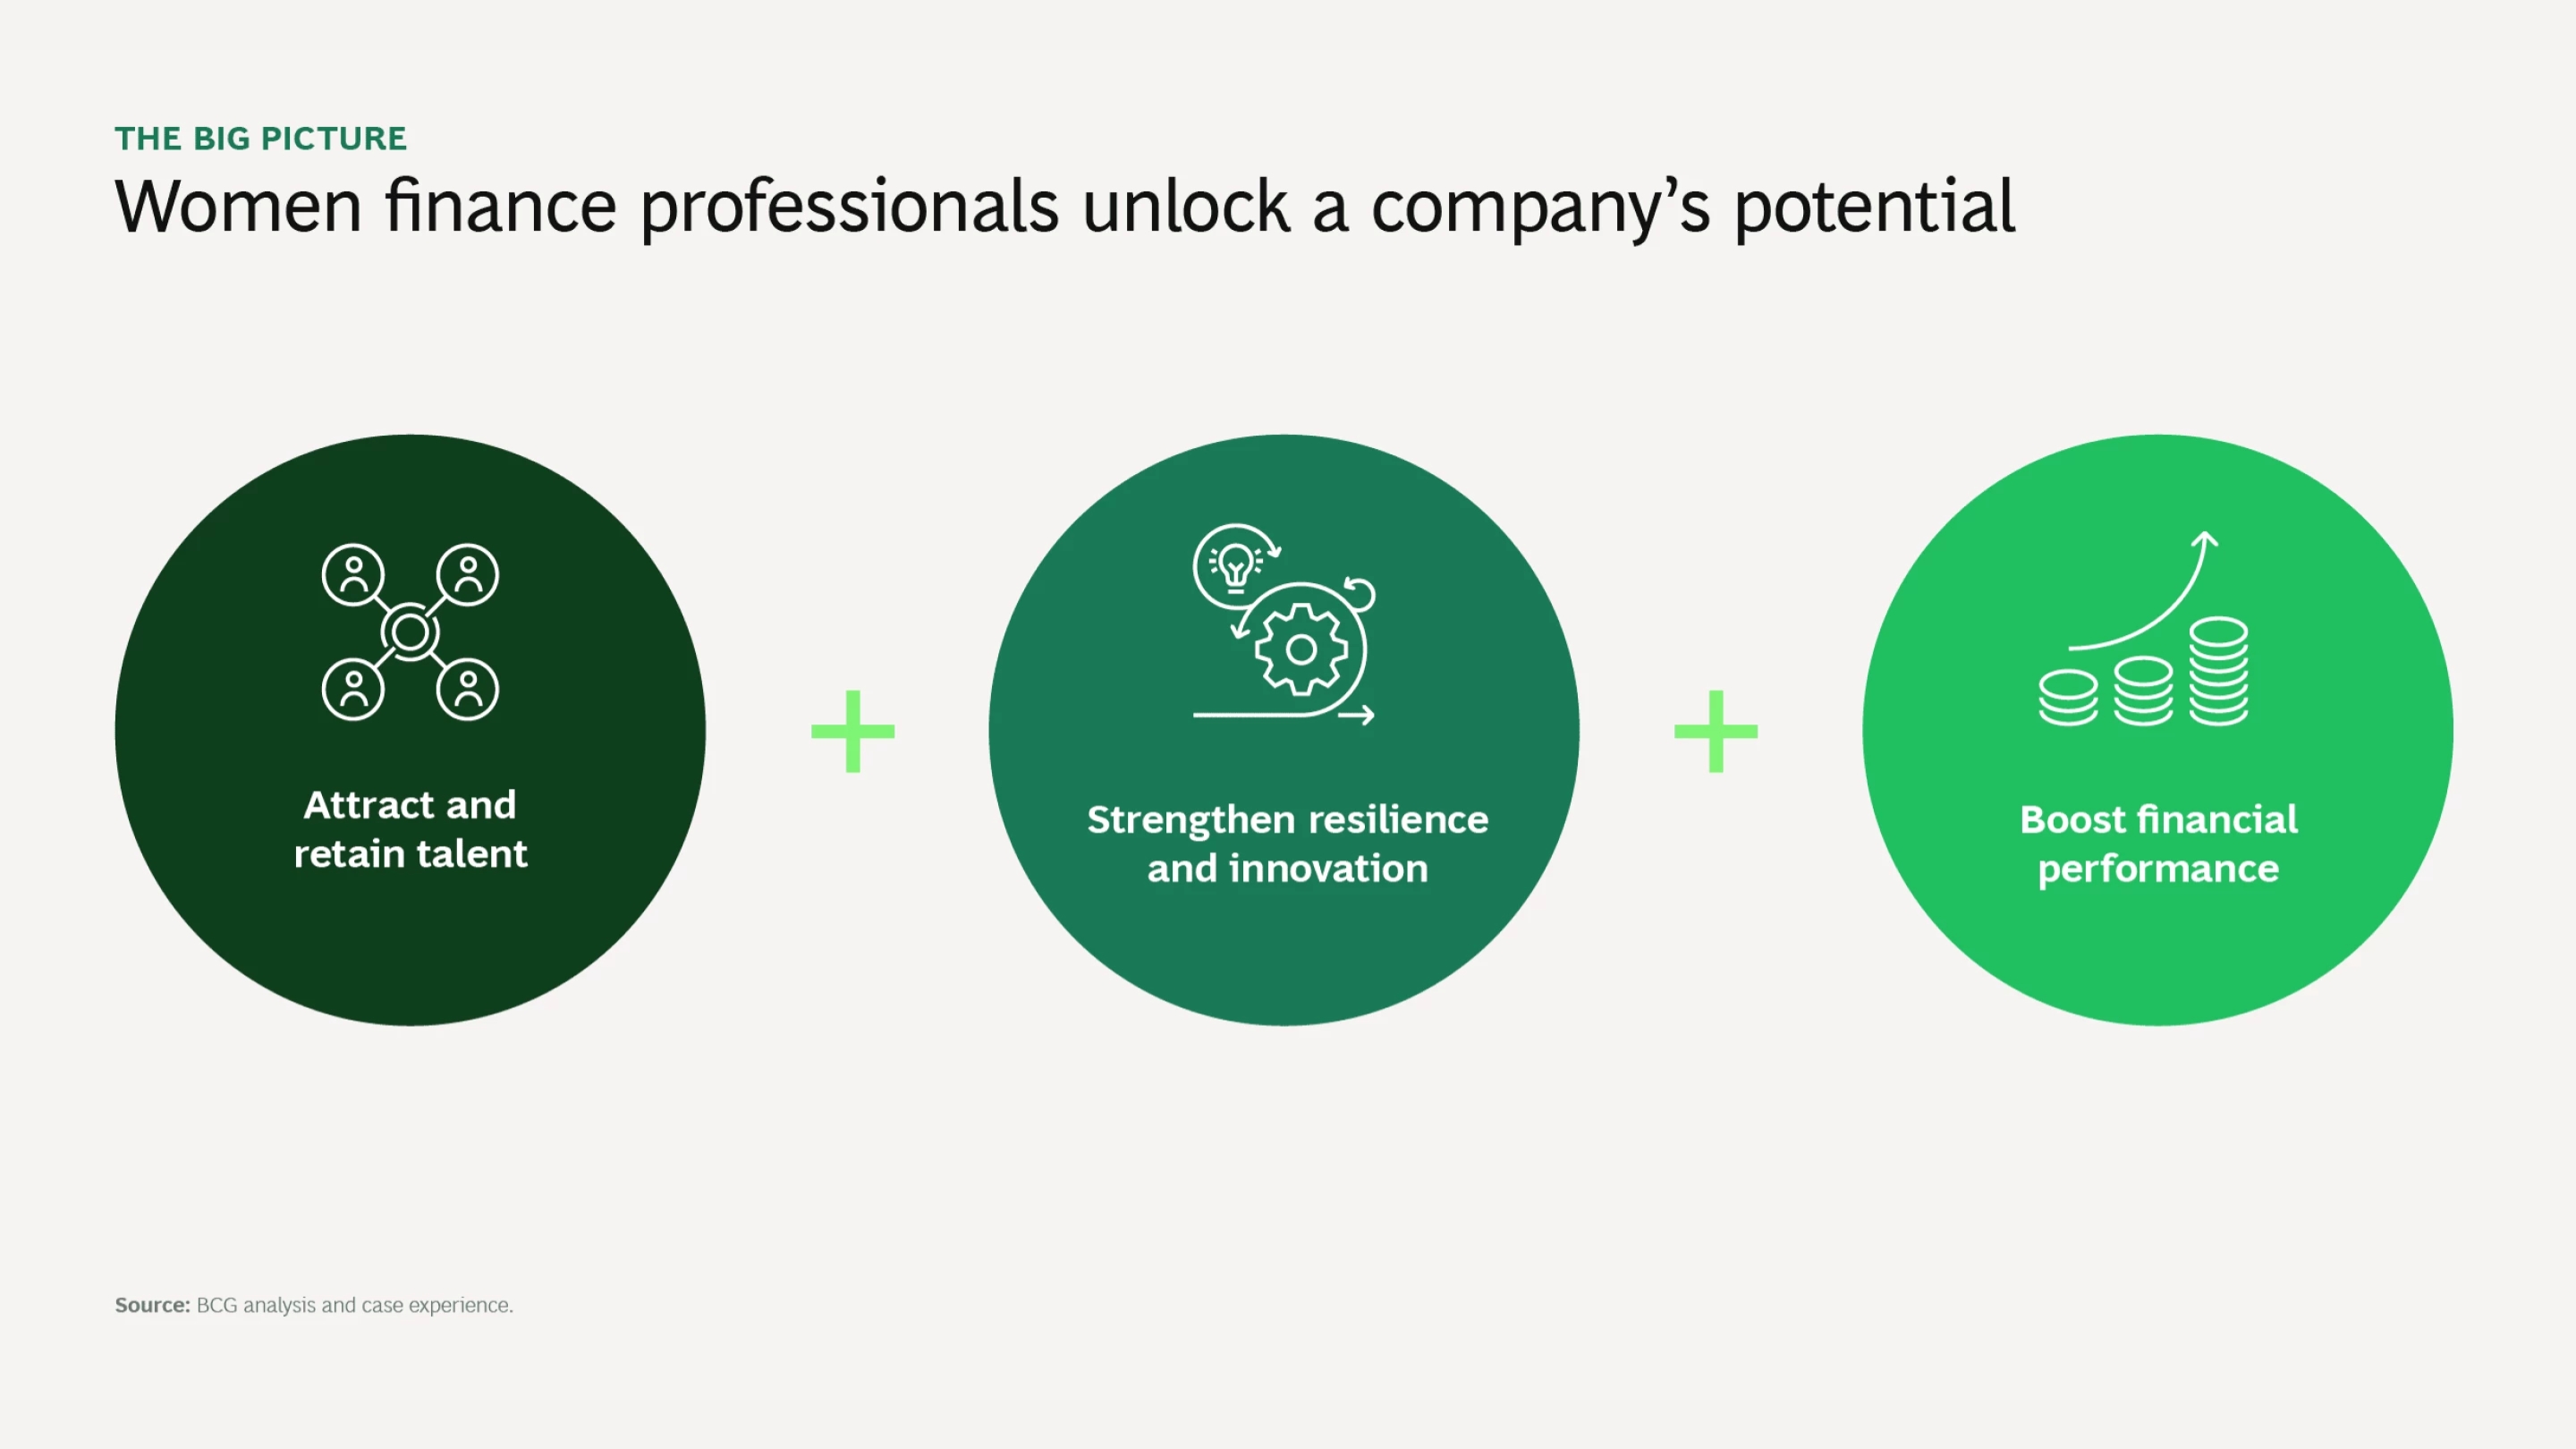 THE BIG PICTURE
Women finance professionals unlock a company’s potential
Attract and
retain talent
Strengthen resilience
and innovation
Boost financial
performance
Source: BCG analysis and case experience.